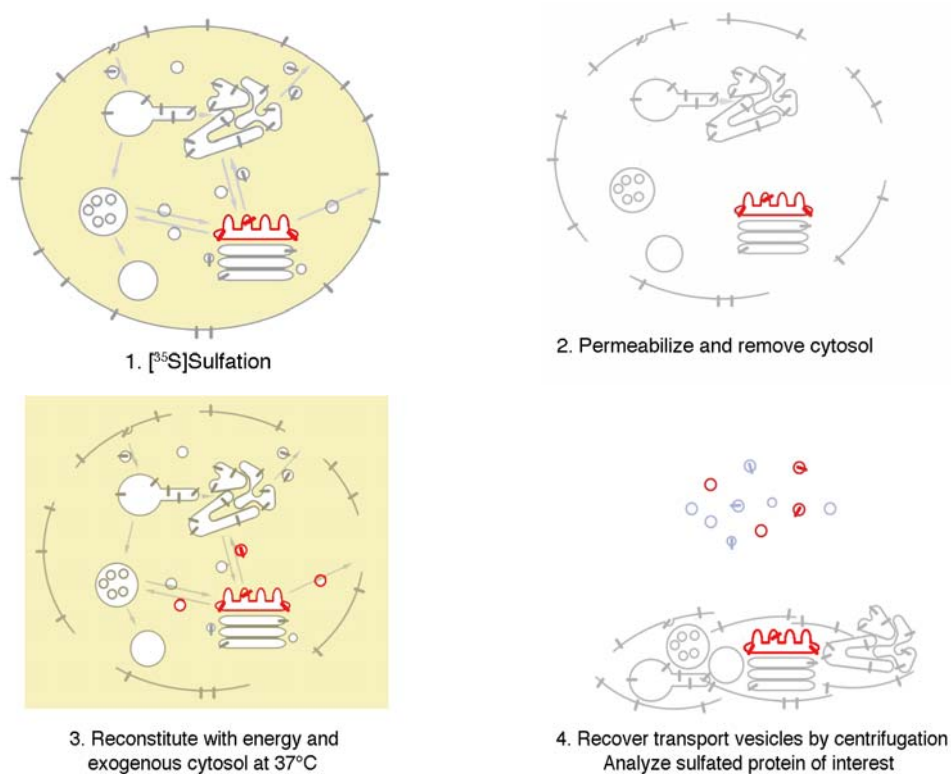 1. [³⁵S]Sulfation
2. Permeabilize and remove cytosol
3. Reconstitute with energy and
exogenous cytosol at 37°C
4. Recover transport vesicles by centrifugation
Analyze sulfated protein of interest